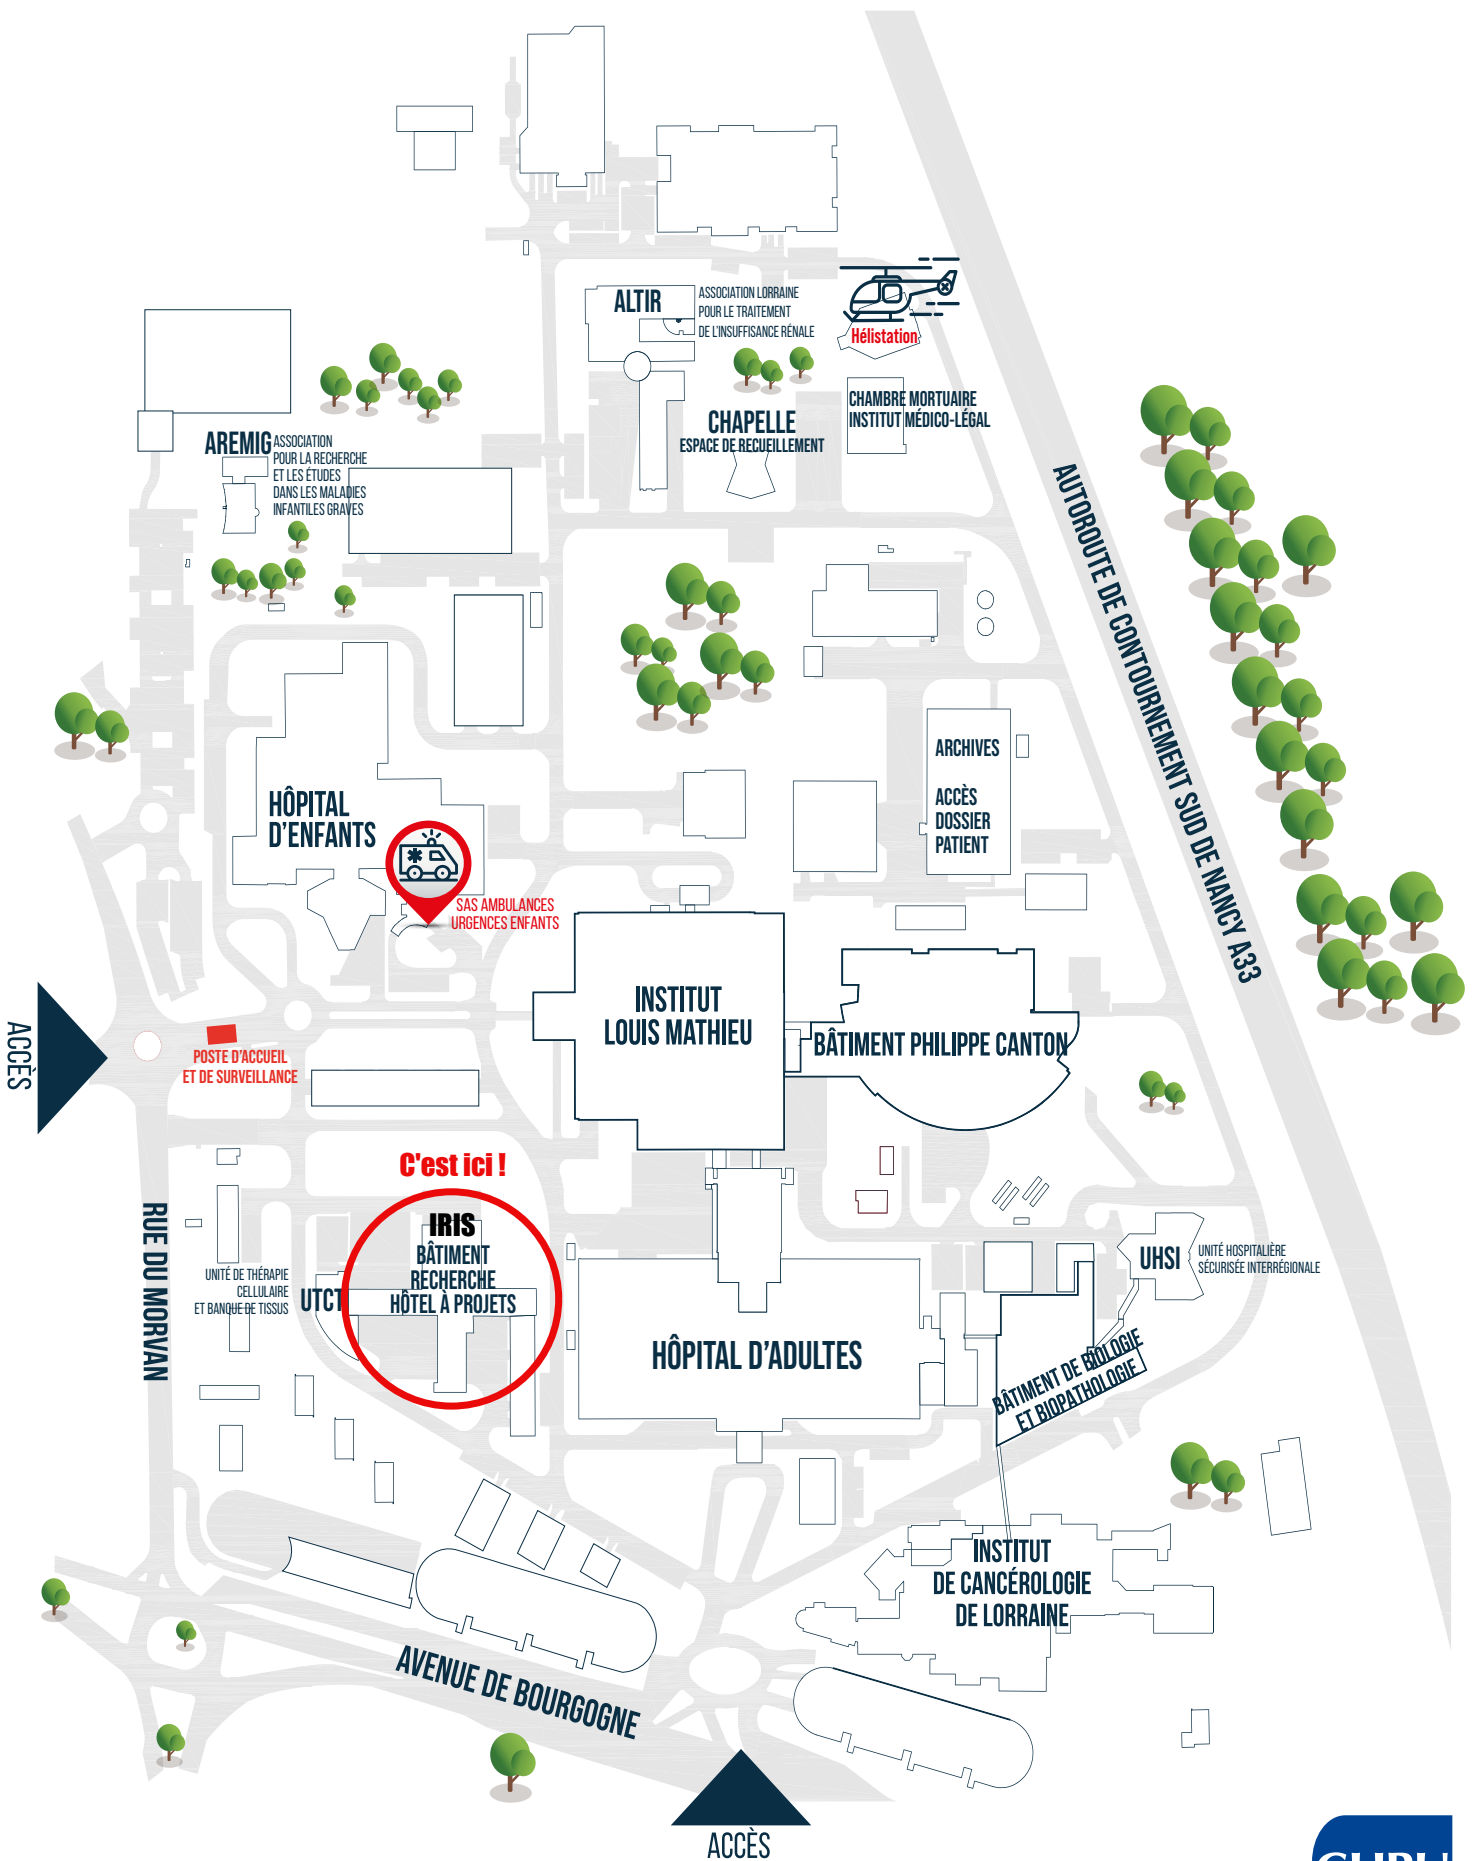 ALTIR
ASSOCIATION LORRAINE
POUR LE TRAITEMENT
DE L'INSUFFISANCE RÉNALE
Hélistation
CHAMBRE MORTUAIRE
INSTITUT MÉDICO-LÉGAL
CHAPELLE
ESPACE DE RECUEILLEMENT
AREMIG
ASSOCIATION
POUR LA RECHERCHE
ET LES ÉTUDES
DANS LES MALADIES
INFANTILES GRAVES
AUTOROUTE DE CONTOURNEMENT SUD DE NANCY A33
ARCHIVES
ACCÈS
DOSSIER
PATIENT
HÔPITAL
D'ENFANTS
SAS AMBULANCES
URGENCES ENFANTS
INSTITUT
LOUIS MATHIEU
BÂTIMENT PHILIPPE CANTON
ACCÈS
POSTE D'ACCUEIL
ET DE SURVEILLANCE
C'est ici !
IRIS
BÂTIMENT
RECHERCHE
HÔTEL À PROJETS
RUE DU MORVAN
UNITÉ DE THÉRAPIE
CELLULAIRE
ET BANQUE DE TISSUS
UTCT
UHSI
UNITÉ HOSPITALIÈRE
SÉCURISÉE INTERRÉGIONALE
HÔPITAL D'ADULTES
BÂTIMENT DE BIOLOGIE
ET BIOPATHOLOGIE
INSTITUT
DE CANCÉROLOGIE
DE LORRAINE
AVENUE DE BOURGOGNE
ACCÈS